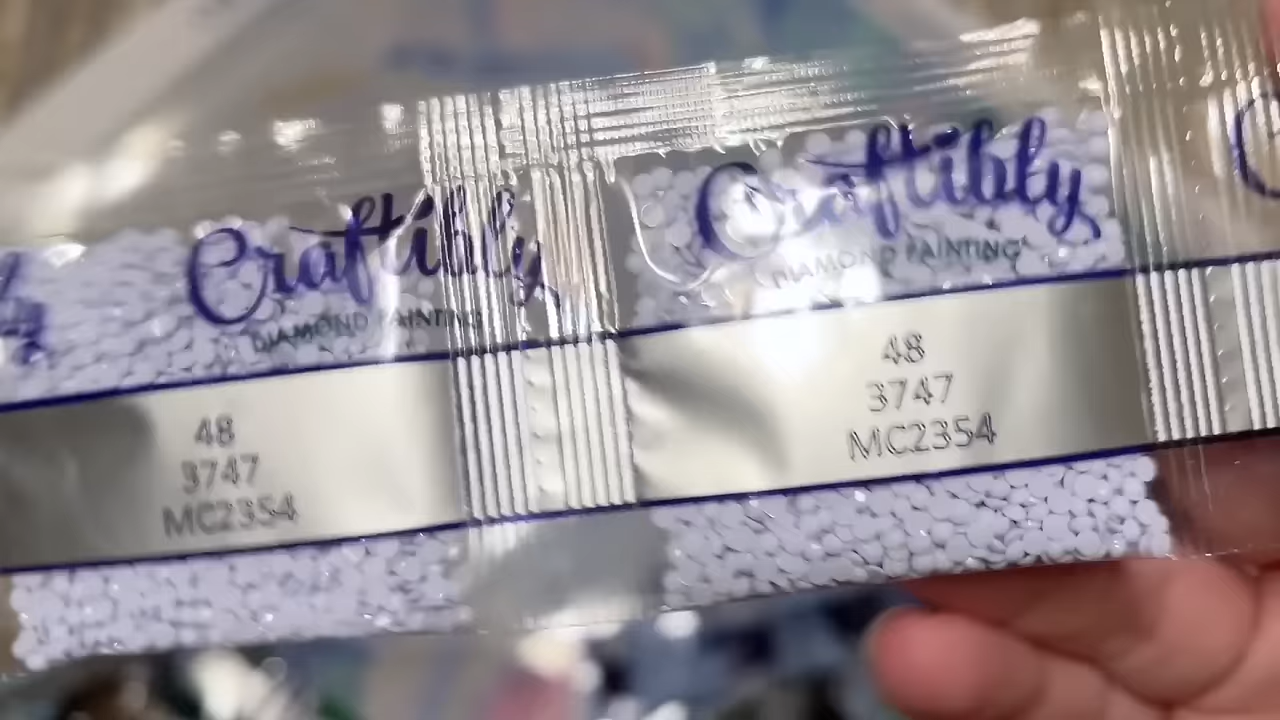 Craftibly
DIAMOND PAINTING
48
3747
MC2354
Craftibly
DIAMOND PAINTING
48
3747
MC2354